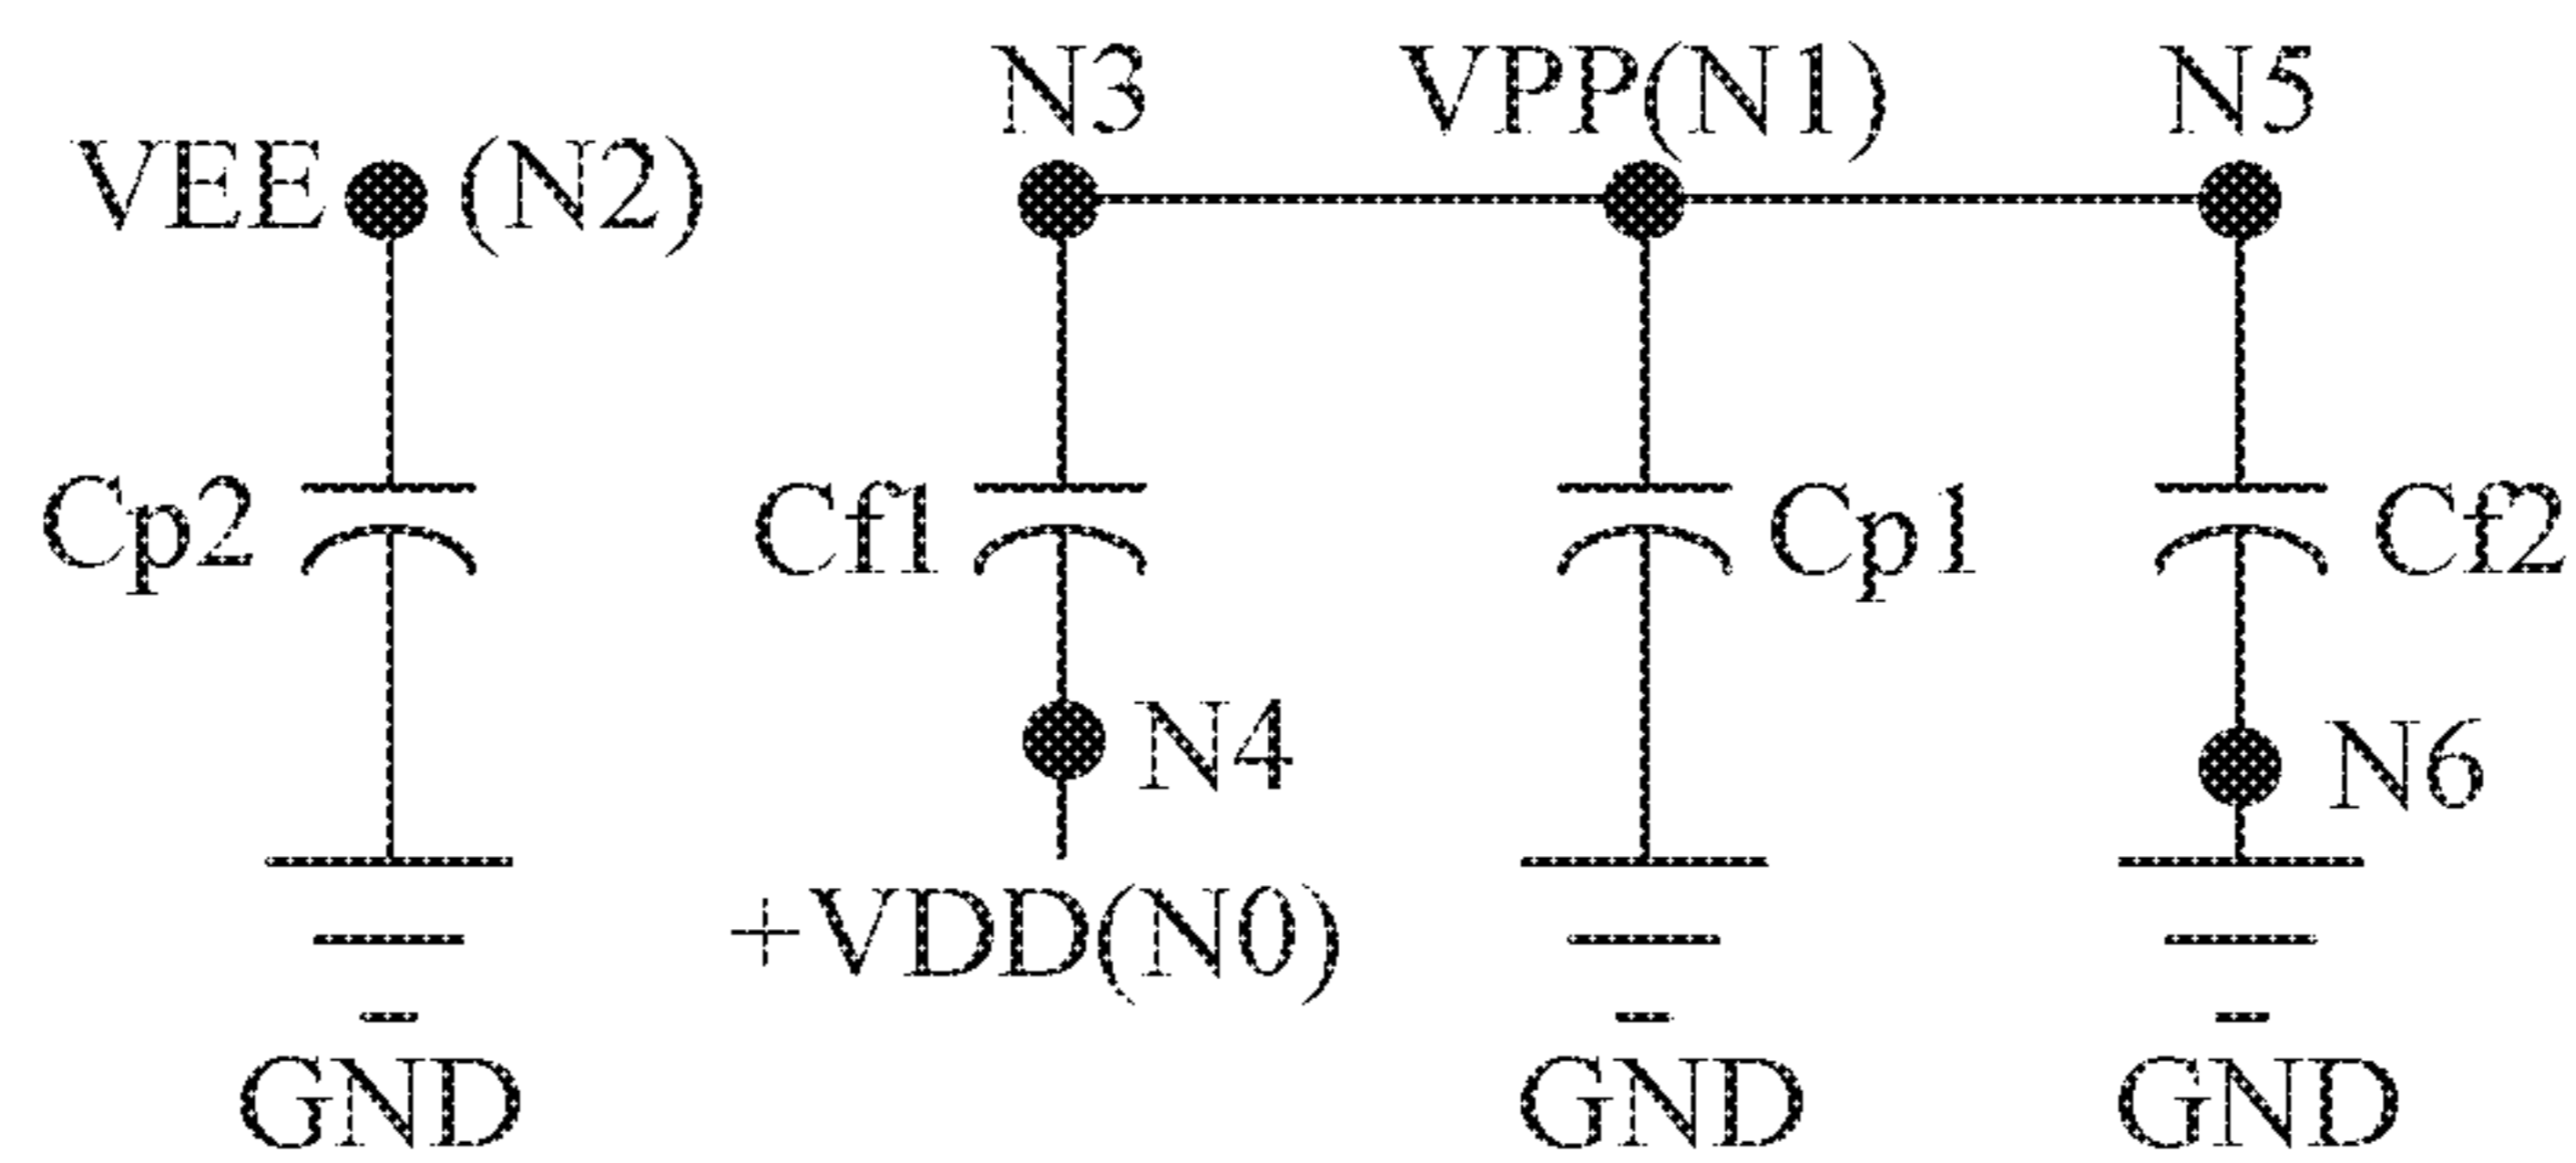 N3 VPP(N1) N5
VEE (N2)
Cp2 Cf1 Cp1 Cf2
N4 N6
+VDD(N0)
GND GND GND